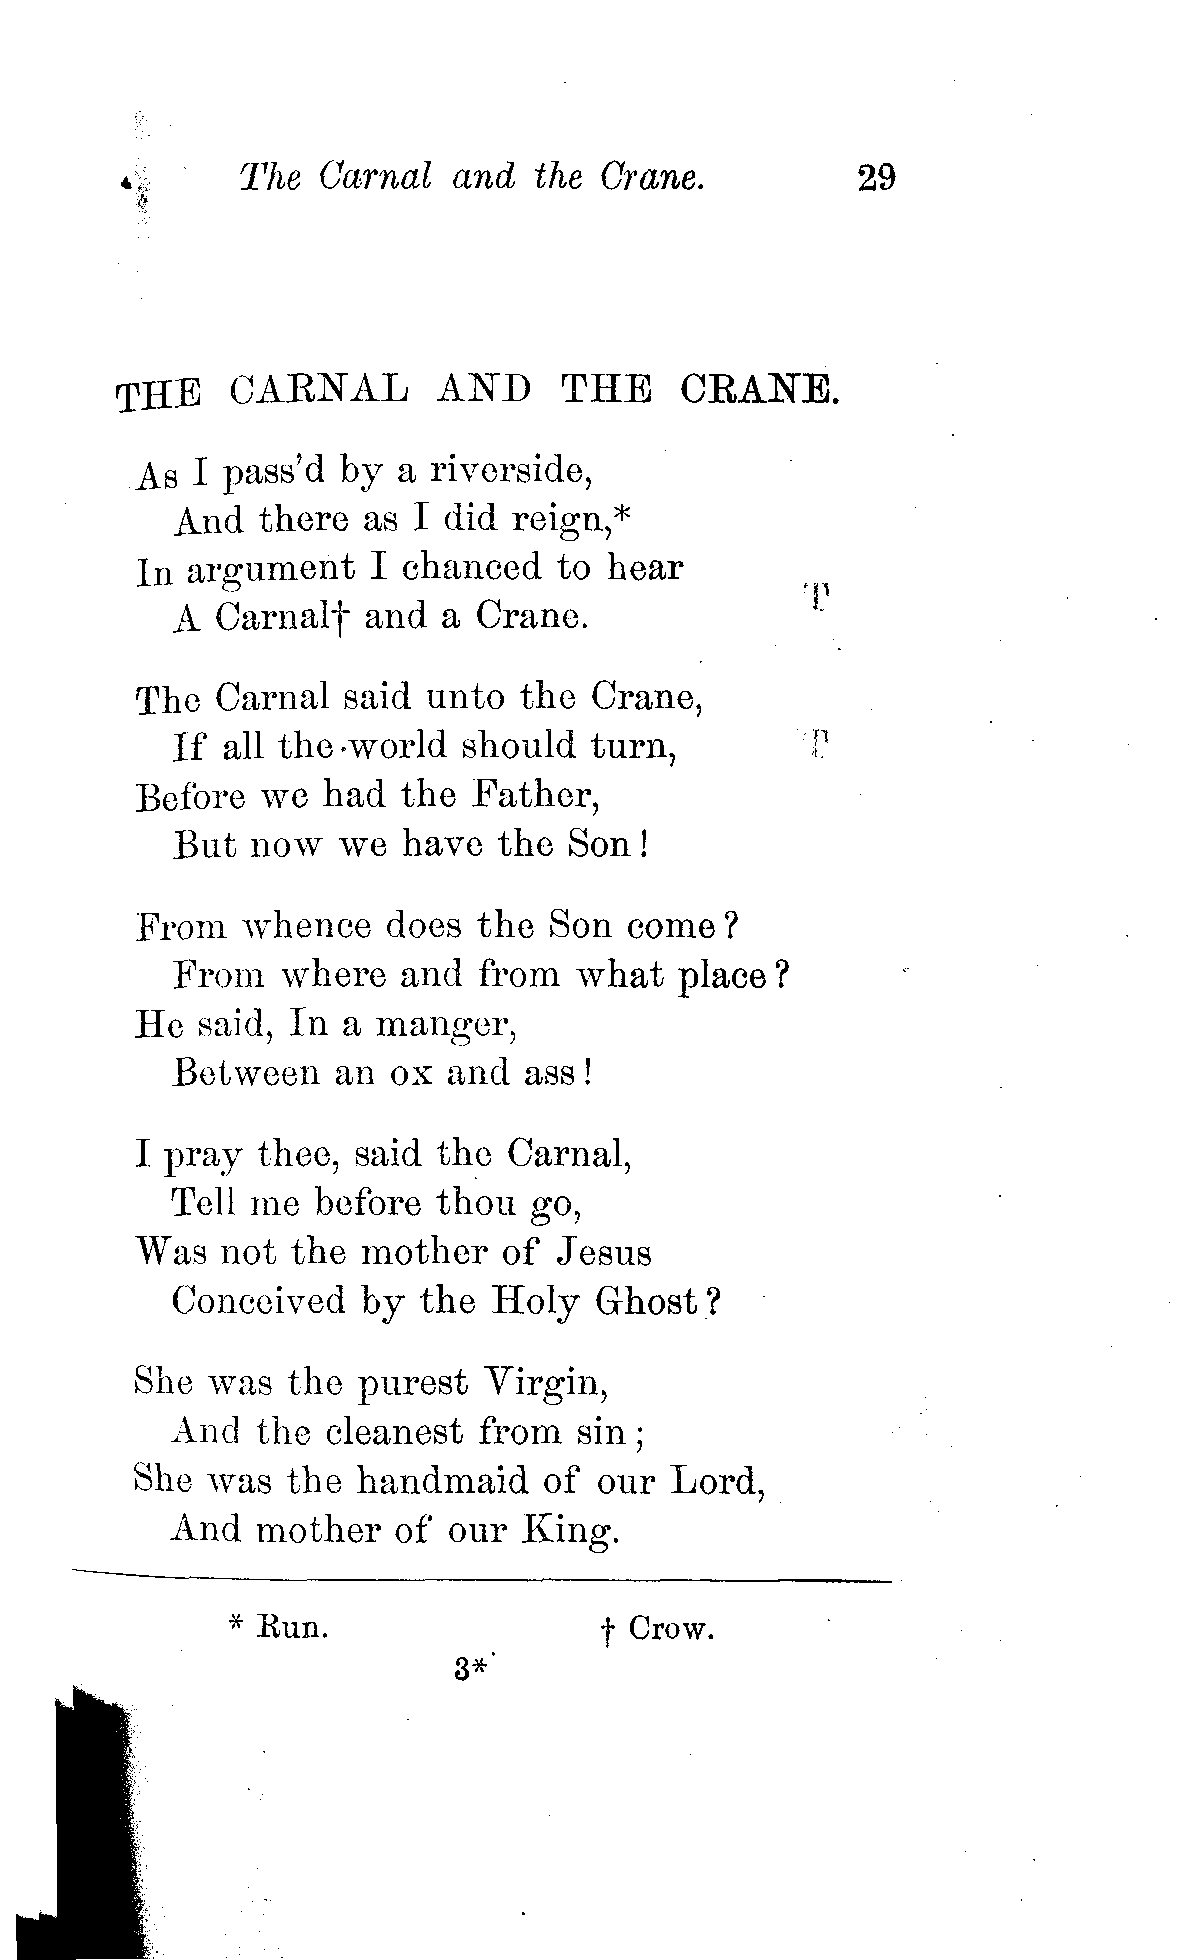 The Carnal and the Crane. 29
THE CARNAL AND THE CRANE.
As I pass'd by a riverside,
And there as I did reign,*
In argument I chanced to hear
A Carnal† and a Crane.
The Carnal said unto the Crane,
If all the world should turn,
Before we had the Father,
But now we have the Son!
From whence does the Son come?
From where and from what place?
He said, In a manger,
Between an ox and ass!
I pray thee, said the Carnal,
Tell me before thou go,
Was not the mother of Jesus
Conceived by the Holy Ghost?
She was the purest Virgin,
And the cleanest from sin;
She was the handmaid of our Lord,
And mother of our King.
* Run. † Crow.
3*